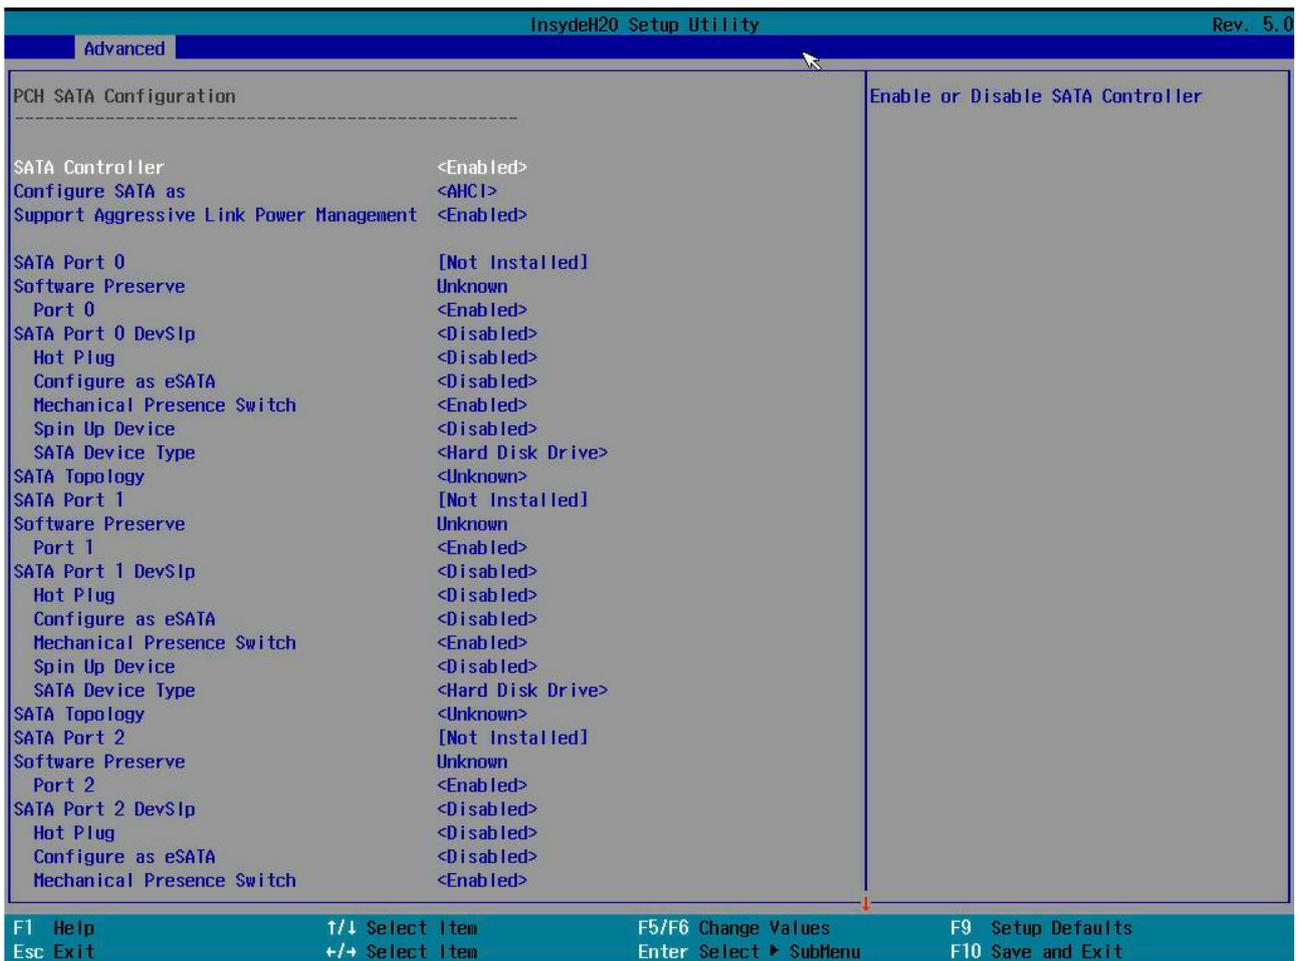 InsydeH20 Setup Utility Rev. 5.0
Advanced
PCH SATA Configuration
--------------------------------------------------
SATA Controller <Enabled>
Configure SATA as <AHCI>
Support Aggressive Link Power Management <Enabled>
SATA Port 0 [Not Installed]
Software Preserve Unknown
Port 0 <Enabled>
SATA Port 0 DevSlp <Disabled>
Hot Plug <Disabled>
Configure as eSATA <Disabled>
Mechanical Presence Switch <Enabled>
Spin Up Device <Disabled>
SATA Device Type <Hard Disk Drive>
SATA Topology <Unknown>
SATA Port 1 [Not Installed]
Software Preserve Unknown
Port 1 <Enabled>
SATA Port 1 DevSlp <Disabled>
Hot Plug <Disabled>
Configure as eSATA <Disabled>
Mechanical Presence Switch <Enabled>
Spin Up Device <Disabled>
SATA Device Type <Hard Disk Drive>
SATA Topology <Unknown>
SATA Port 2 [Not Installed]
Software Preserve Unknown
Port 2 <Enabled>
SATA Port 2 DevSlp <Disabled>
Hot Plug <Disabled>
Configure as eSATA <Disabled>
Mechanical Presence Switch <Enabled>
Enable or Disable SATA Controller
F1 Help ↑/↓ Select Item F5/F6 Change Values F9 Setup Defaults
Esc Exit ←/→ Select Item Enter Select ▶ SubMenu F10 Save and Exit